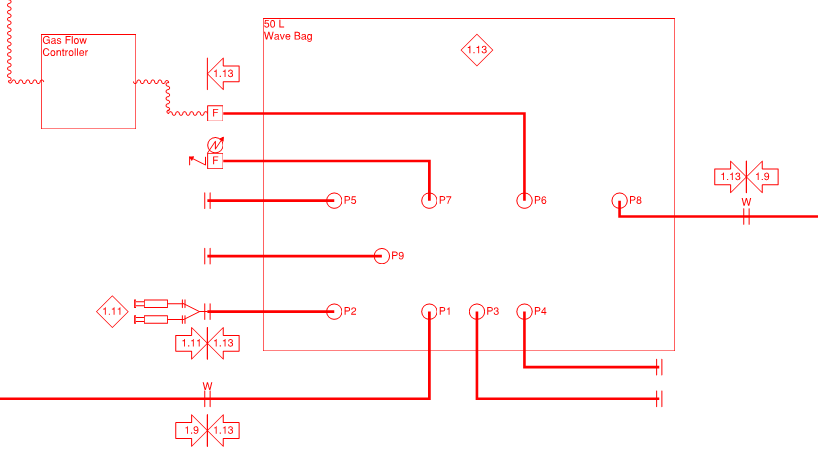 50 L
Wave Bag
Gas Flow
Controller
1.13
1.13
F
F
P5
P7
P6
P8
1.13
1.9
W
P9
1.11
P2
P1
P3
P4
1.11
1.13
W
1.9
1.13